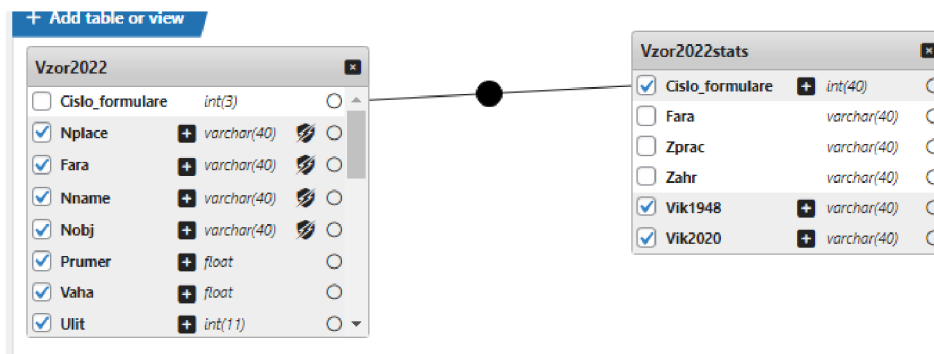 + Add table or view
Vzor2022
Cislo_formulare int(3)
Nplace varchar(40)
Fara varchar(40)
Nname varchar(40)
Nobj varchar(40)
Prumer float
Vaha float
Ulit int(11)
Vzor2022stats
Cislo_formulare int(40)
Fara varchar(40)
Zprac varchar(40)
Zahr varchar(40)
Vik1948 varchar(40)
Vik2020 varchar(40)